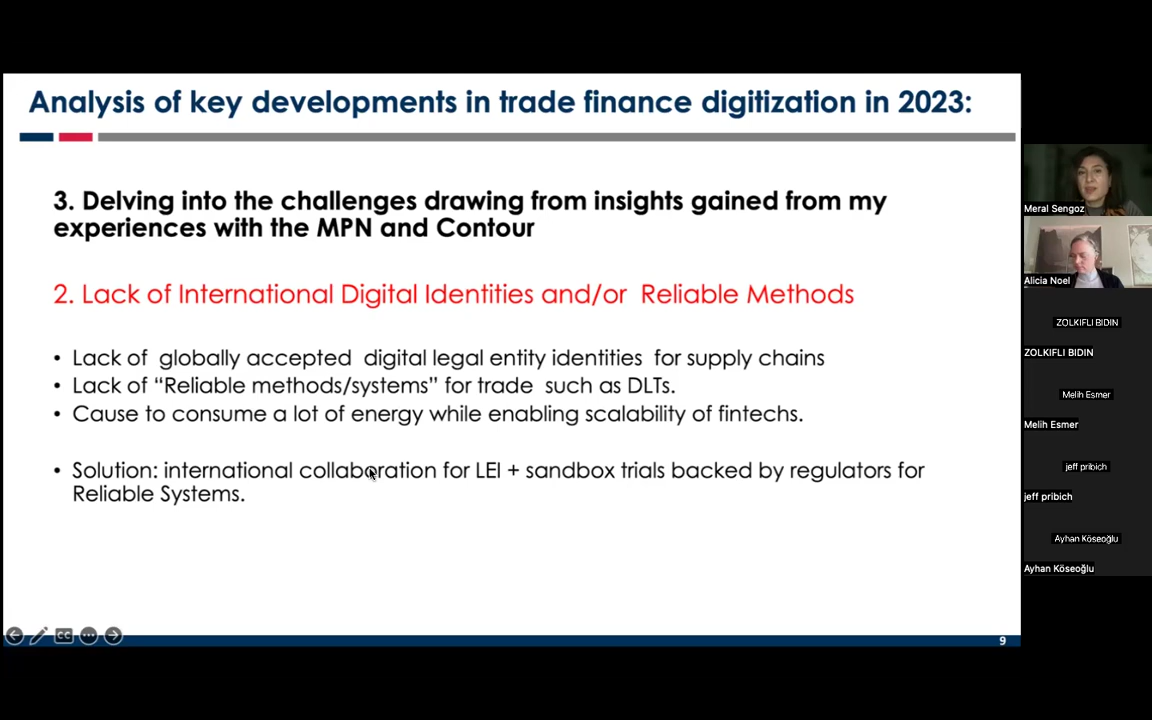 Analysis of key developments in trade finance digitization in 2023:
3. Delving into the challenges drawing from insights gained from my
experiences with the MPN and Contour
2. Lack of International Digital Identities and/or Reliable Methods
• Lack of globally accepted digital legal entity identities for supply chains
• Lack of “Reliable methods/systems” for trade such as DLTs.
• Cause to consume a lot of energy while enabling scalability of fintechs.
• Solution: international collaboration for LEI + sandbox trials backed by regulators for
Reliable Systems.
CC
9
Meral Sengoz
Alicia Noel
ZOLKIFLI BIDIN
ZOLKIFLI BIDIN
Melih Esmer
Melih Esmer
jeff pribich
jeff pribich
Ayhan Köseoğlu
Ayhan Köseoğlu